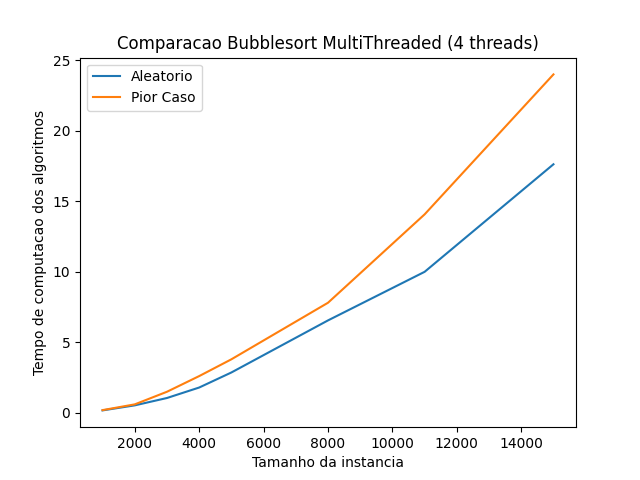 Comparacao Bubblesort MultiThreaded (4 threads)
Aleatorio
Pior Caso
Tempo de computacao dos algoritmos
25
20
15
10
5
0
2000 4000 6000 8000 10000 12000 14000
Tamanho da instancia